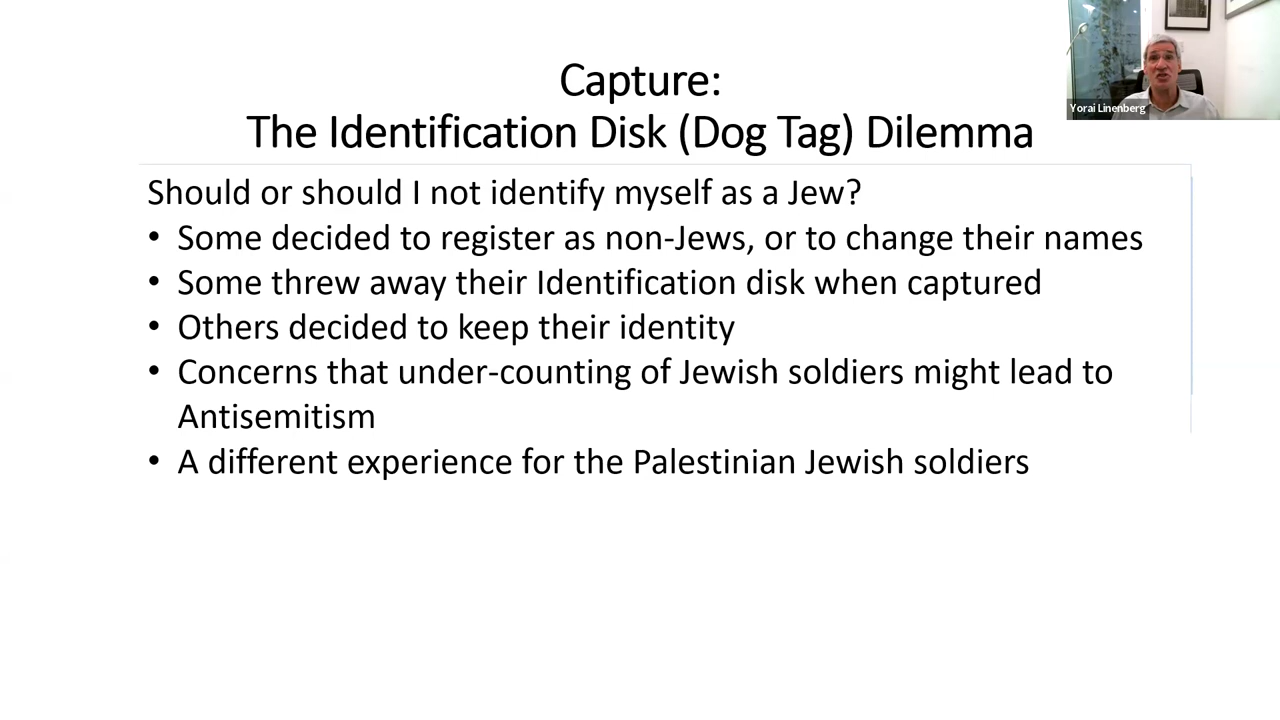 Capture:
The Identification Disk (Dog Tag) Dilemma
Yorai Linenberg
Should or should I not identify myself as a Jew?
• Some decided to register as non-Jews, or to change their names
• Some threw away their Identification disk when captured
• Others decided to keep their identity
• Concerns that under-counting of Jewish soldiers might lead to
Antisemitism
• A different experience for the Palestinian Jewish soldiers